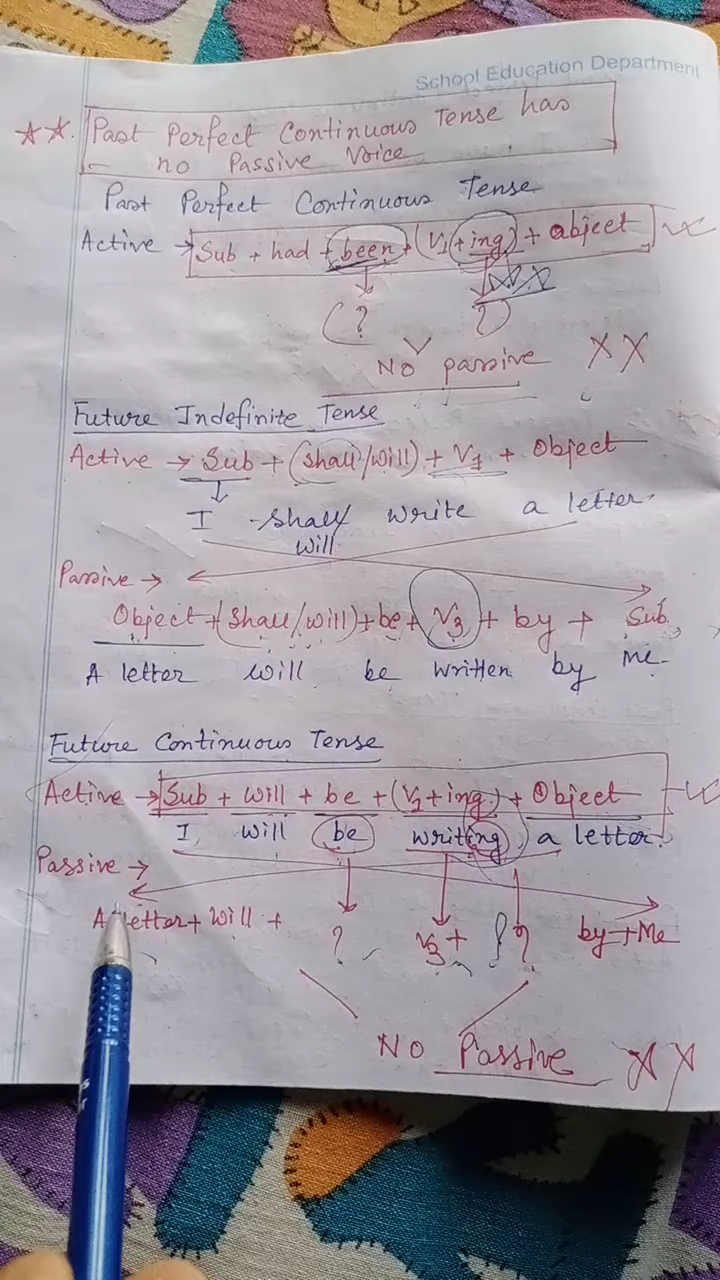 School Education Department
★★. Past Perfect Continuous Tense has
no Passive Voice
Past Perfect Continuous Tense
Active → Sub + had + been + (V1 + ing) + object
(? ?)
No passive XX
Future Indefinite Tense
Active → Sub + (shall/will) + V1 + Object
I shall write a letter.
will
Passive →
Object + (Shall/will) + be + V3 + by + Sub.
A letter will be written by me.
Future Continuous Tense
Active → Sub + will + be + (V1 + ing) + Object
I will be writing a letter.
Passive →
A letter + will + ? V3 + ? by + Me
No Passive XX